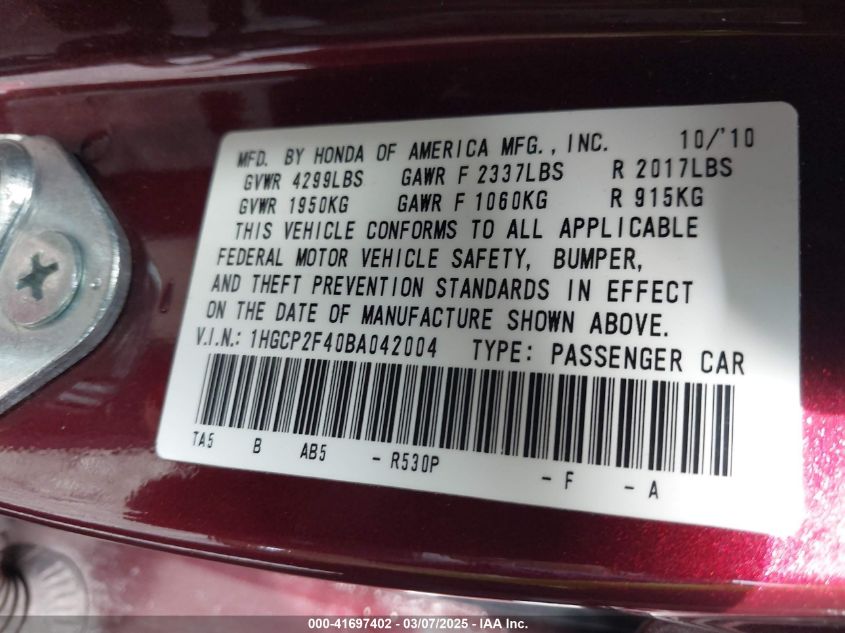 MFD. BY HONDA OF AMERICA MFG., INC. 10/'10
GVWR 4299LBS GAWR F 2337LBS R 2017LBS
GVWR 1950KG GAWR F 1060KG R 915KG
THIS VEHICLE CONFORMS TO ALL APPLICABLE
FEDERAL MOTOR VEHICLE SAFETY, BUMPER,
AND THEFT PREVENTION STANDARDS IN EFFECT
ON THE DATE OF MANUFACTURE SHOWN ABOVE.
V.I.N.: 1HGCP2F40BA042004 TYPE: PASSENGER CAR
TA5 B AB5 - R530P - F - A
000-41697402 - 03/07/2025 - IAA Inc.